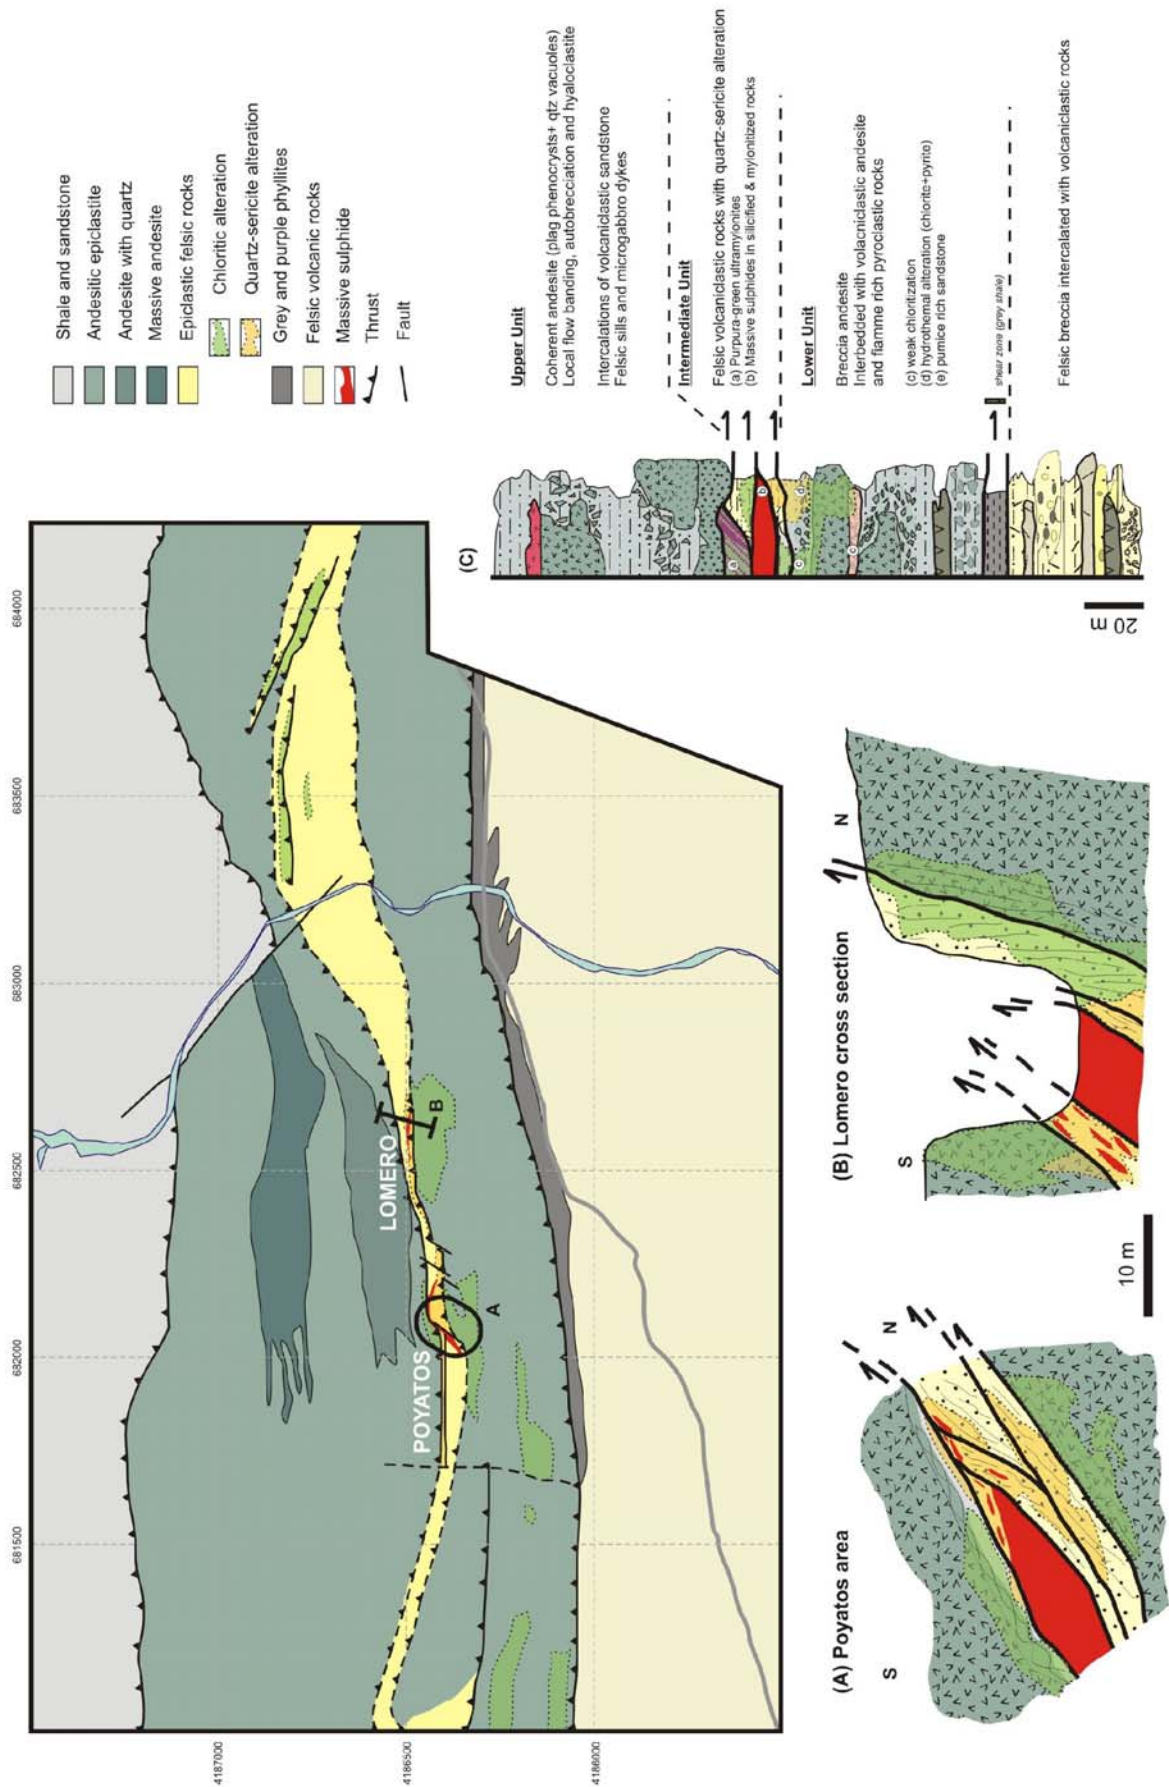 681500
682000
682500
683000
683500
684000
4187000
4186500
4186000
POYATOS
LOMERO
A
B
Shale and sandstone
Andesitic epiclastite
Andesite with quartz
Massive andesite
Epiclastic felsic rocks
Chloritic alteration
Quartz-sericite alteration
Grey and purple phyllites
Felsic volcanic rocks
Massive sulphide
Thrust
Fault
(A) Poyatos area
S
N
10 m
(B) Lomero cross section
S
N
(C)
20 m
a
b
c
d
e
Upper Unit
Coherent andesite (plag phenocrysts+ qtz vacuoles)
Local flow banding, autobrecciation and hyaloclastite
Intercalations of volcaniclastic sandstone
Felsic sills and microgabbro dykes
Intermediate Unit
Felsic volcaniclastic rocks with quartz-sericite alteration
(a) Purpura-green ultramylonites
(b) Massive sulphides in silicified & mylonitized rocks
Lower Unit
Breccia andesite
Interbedded with volacniclastic andesite
and fiamme rich pyroclastic rocks
(c) weak chloritization
(d) hydrothemal alteration (chlorite+pyrite)
(e) pumice rich sandstone
shear zone (grey shale)
Felsic breccia intercalated with volcaniclastic rocks